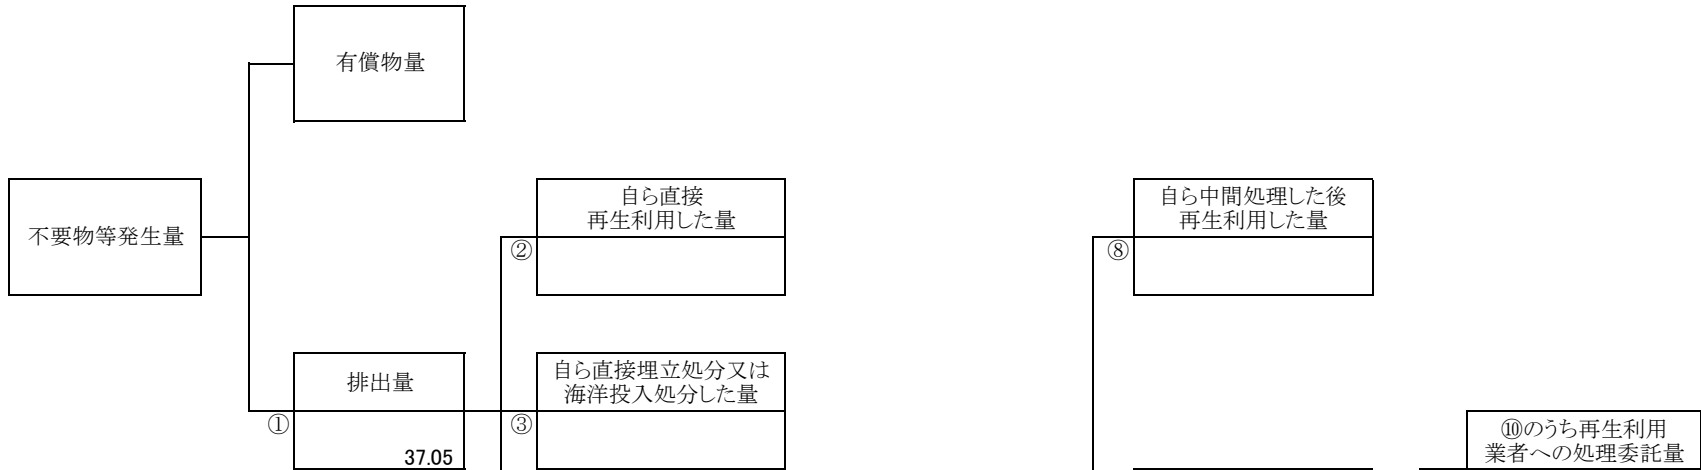 有償物量
不要物等発生量
自ら直接
再生利用した量
②
自ら中間処理した後
再生利用した量
⑧
排出量
①
37.05
自ら直接埋立処分又は
海洋投入処分した量
③
⑩のうち再生利用
業者への処理委託量